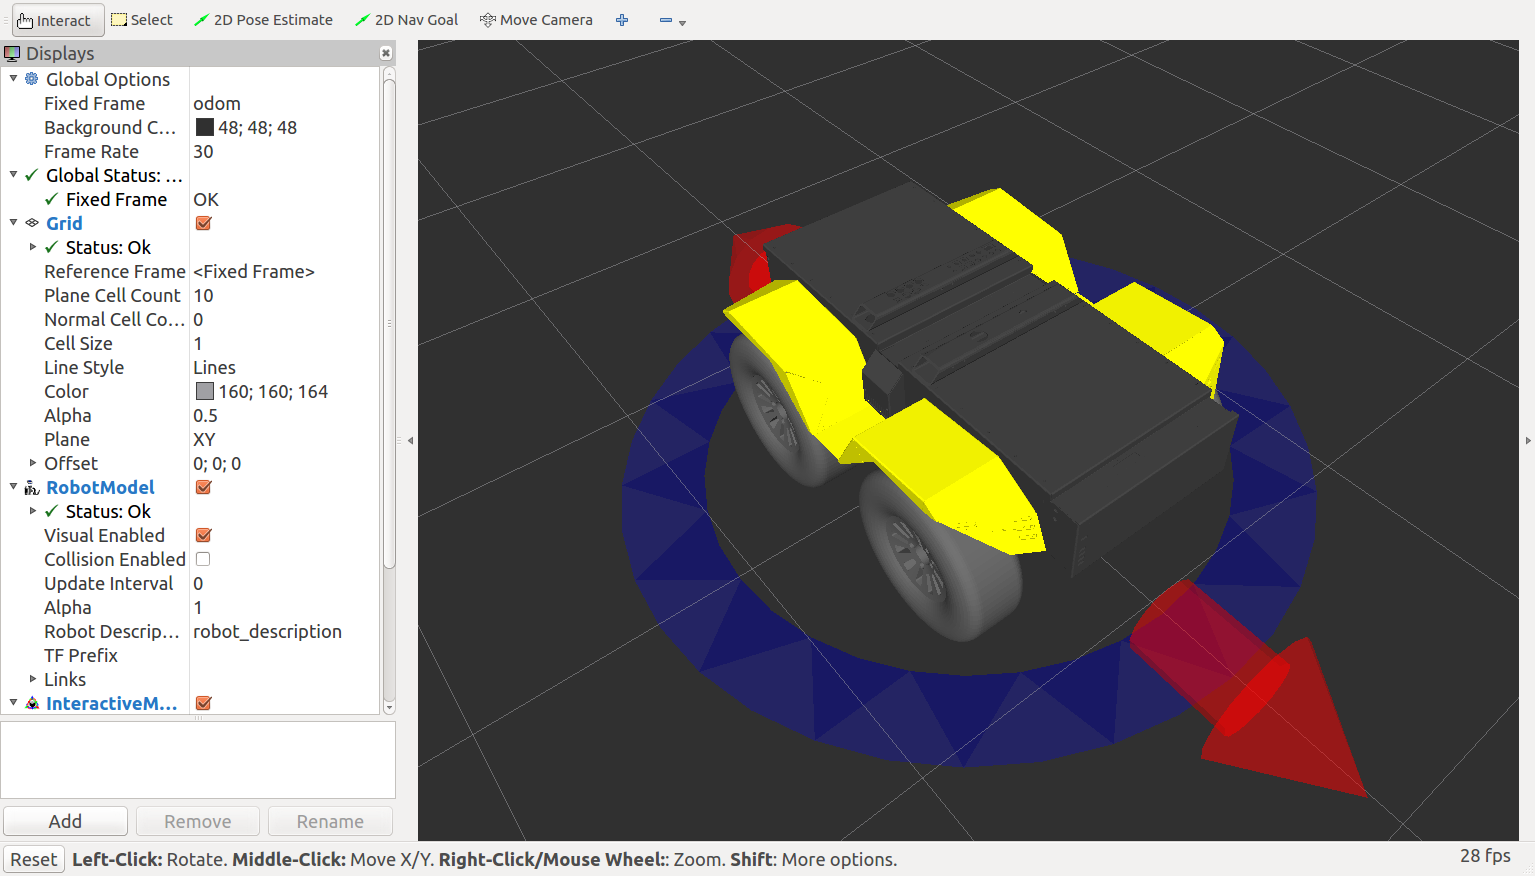 Interact Select 2D Pose Estimate 2D Nav Goal Move Camera
Displays
Global Options
Fixed Frame odom
Background C... 48; 48; 48
Frame Rate 30
Global Status: ...
Fixed Frame OK
Grid
Status: Ok
Reference Frame <Fixed Frame>
Plane Cell Count 10
Normal Cell Co... 0
Cell Size 1
Line Style Lines
Color 160; 160; 164
Alpha 0.5
Plane XY
Offset 0; 0; 0
RobotModel
Status: Ok
Visual Enabled
Collision Enabled
Update Interval 0
Alpha 1
Robot Descrip... robot_description
TF Prefix
Links
InteractiveM...
Add Remove Rename
Reset Left-Click: Rotate. Middle-Click: Move X/Y. Right-Click/Mouse Wheel:: Zoom. Shift: More options. 28 fps